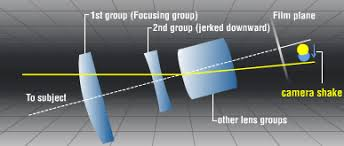 1st group (Focusing group)
2nd group (jerked downward)
Film plane
To subject
camera shake
other lens groups